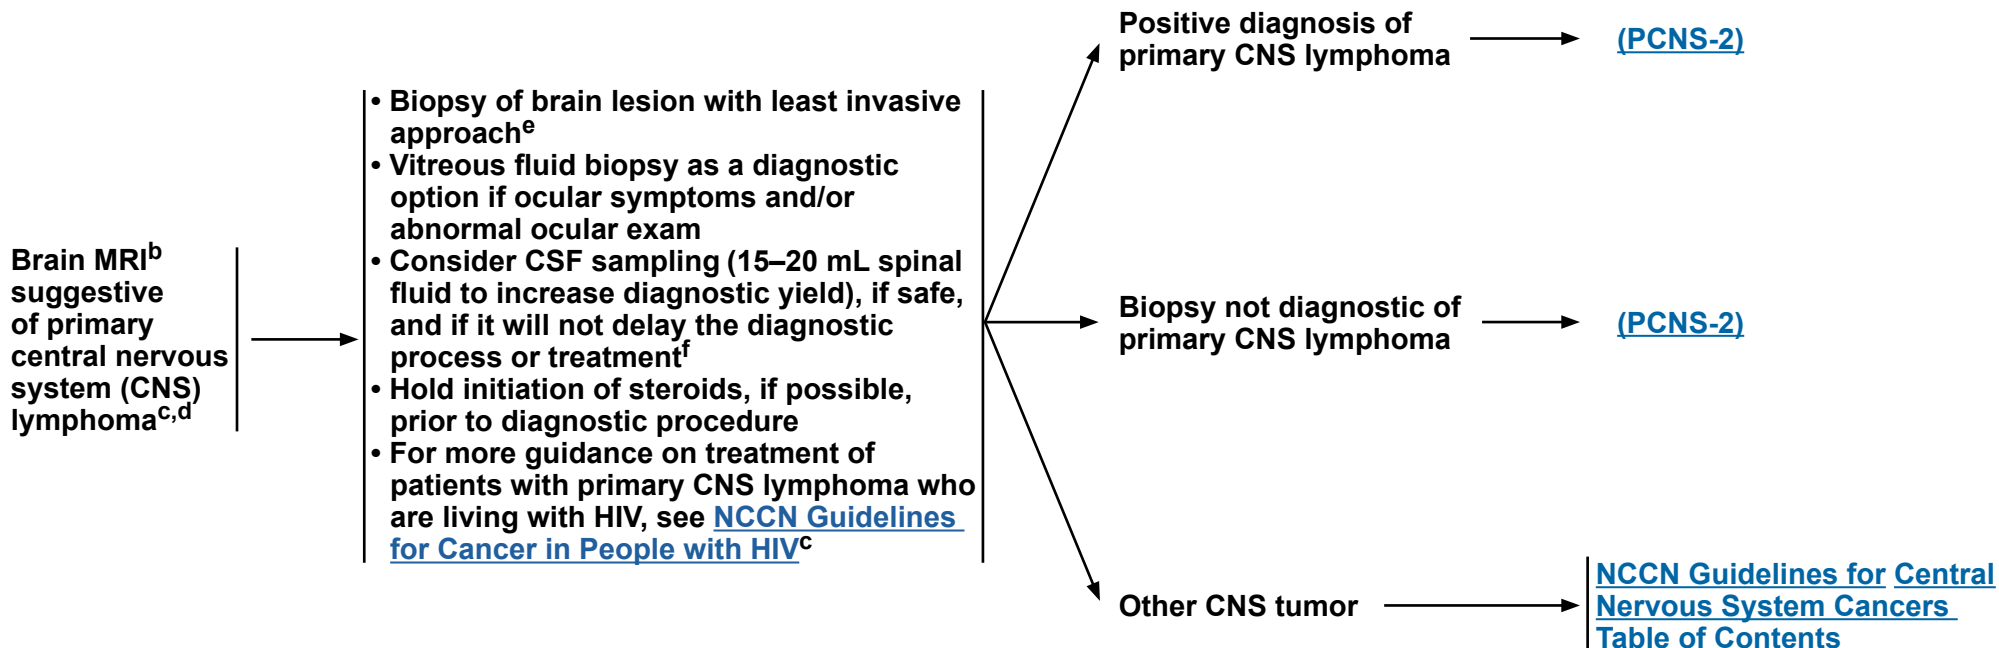 Brain MRIb
suggestive
of primary
central nervous
system (CNS)
lymphomac,d
• Biopsy of brain lesion with least invasive
approache
• Vitreous fluid biopsy as a diagnostic
option if ocular symptoms and/or
abnormal ocular exam
• Consider CSF sampling (15–20 mL spinal
fluid to increase diagnostic yield), if safe,
and if it will not delay the diagnostic
process or treatmentf
• Hold initiation of steroids, if possible,
prior to diagnostic procedure
• For more guidance on treatment of
patients with primary CNS lymphoma who
are living with HIV, see NCCN Guidelines
for Cancer in People with HIVc
Positive diagnosis of
primary CNS lymphoma
(PCNS-2)
Biopsy not diagnostic of
primary CNS lymphoma
(PCNS-2)
Other CNS tumor
NCCN Guidelines for Central
Nervous System Cancers
Table of Contents